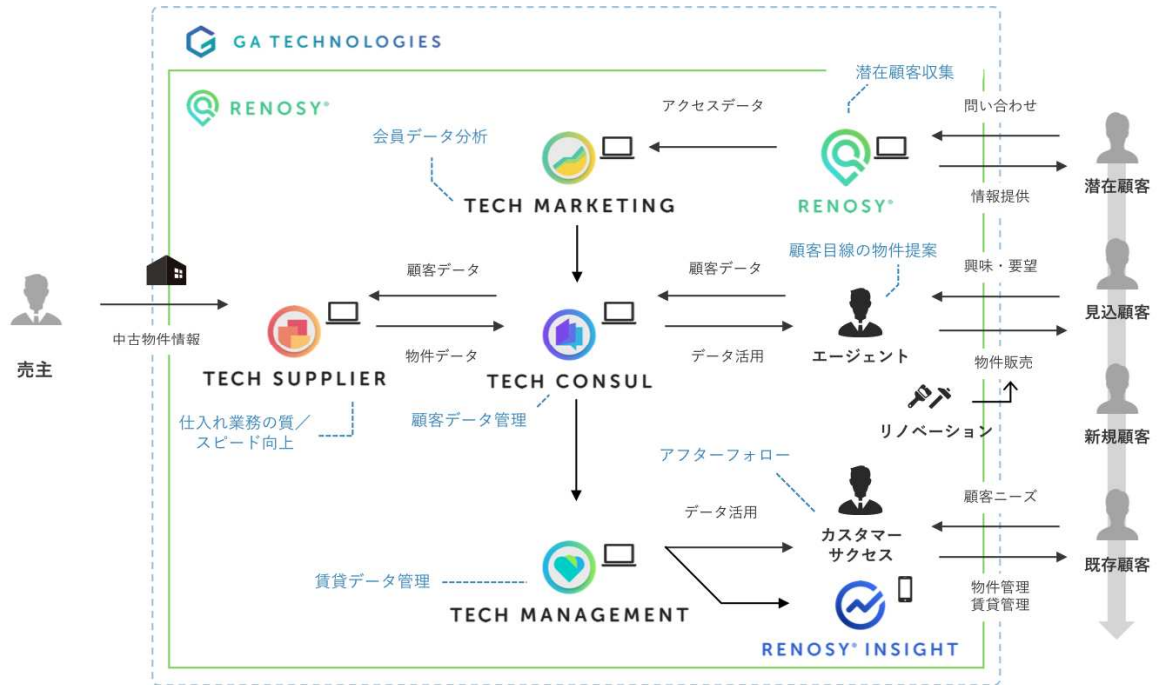 GA TECHNOLOGIES
RENOSY®
潜在顧客収集
アクセスデータ
問い合わせ
会員データ分析
TECH MARKETING
RENOSY®
情報提供
潜在顧客
顧客データ
顧客データ
顧客目線の物件提案
興味・要望
見込顧客
売主
中古物件情報
TECH SUPPLIER
物件データ
TECH CONSUL
データ活用
エージェント
物件販売
仕入れ業務の質／
スピード向上
顧客データ管理
リノベーション
新規顧客
アフターフォロー
データ活用
カスタマー
サクセス
顧客ニーズ
既存顧客
賃貸データ管理
TECH MANAGEMENT
物件管理
賃貸管理
RENOSY® INSIGHT